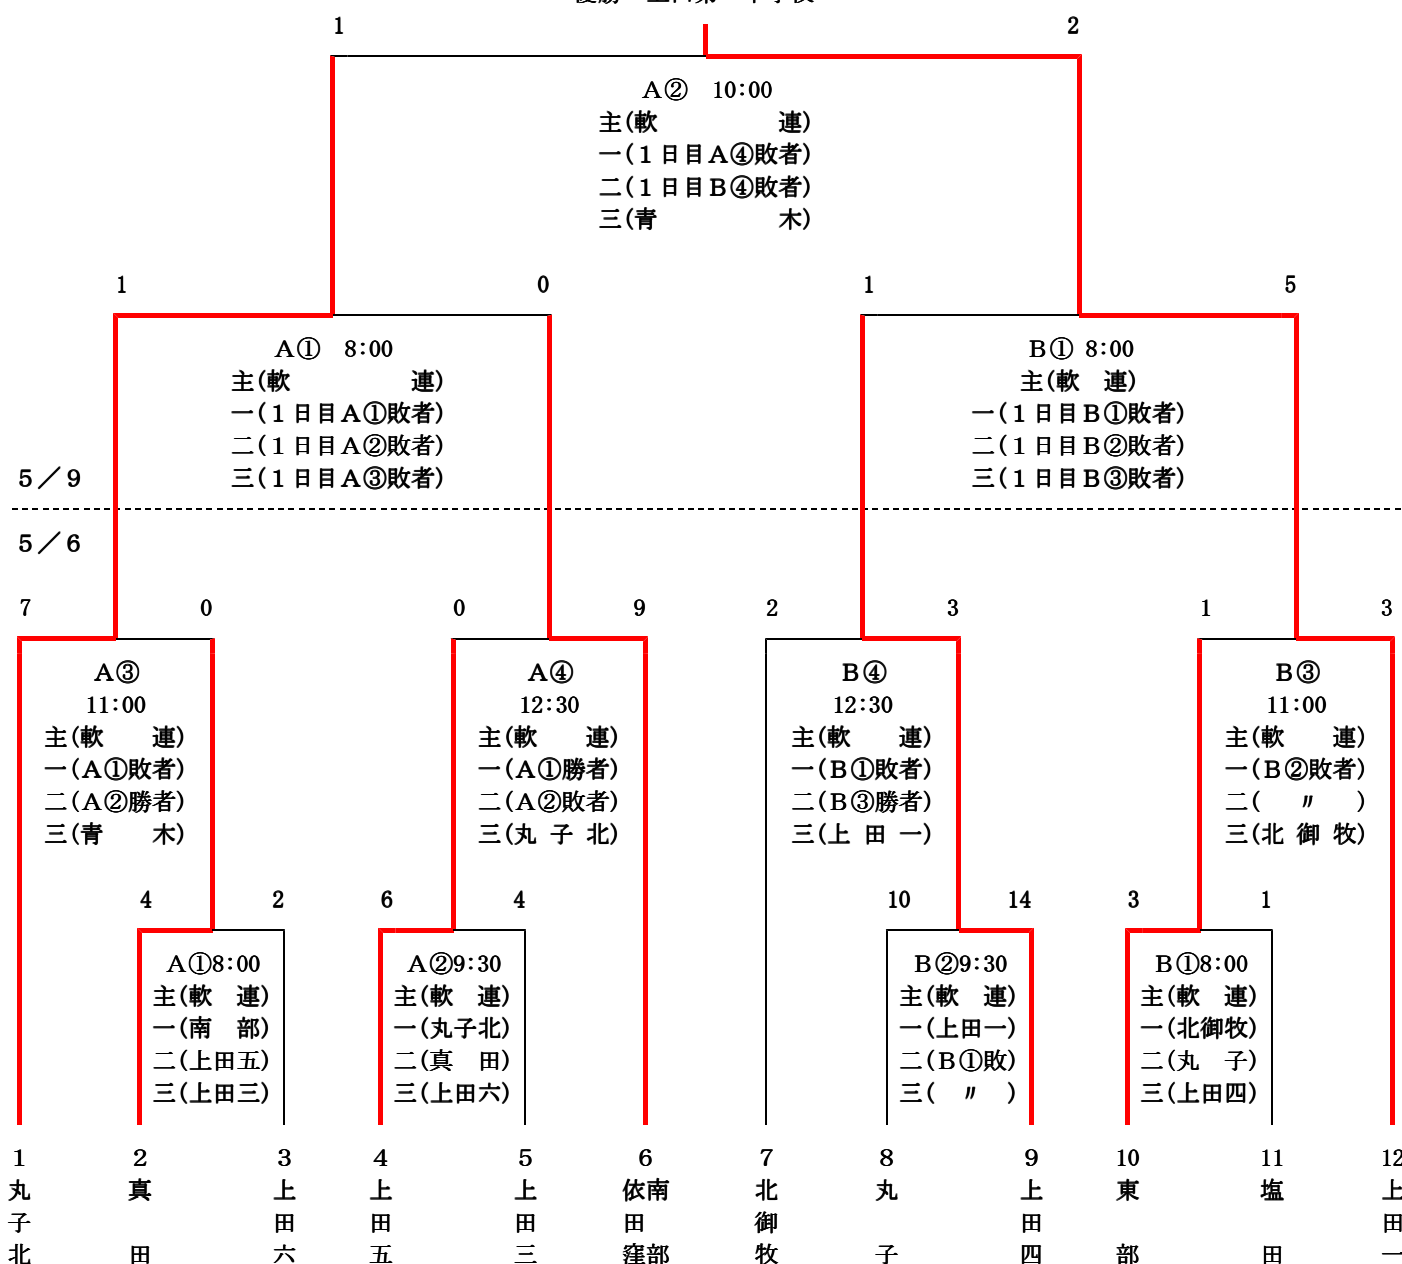 1 2
A② 10:00
主(軟 連)
一(1日目A④敗者)
二(1日目B④敗者)
三(青 木)
1 0 1 5
A① 8:00 B① 8:00
主(軟 連) 主(軟 連)
一(1日目A①敗者) 一(1日目B①敗者)
二(1日目A②敗者) 二(1日目B②敗者)
5/9 三(1日目A③敗者) 三(1日目B③敗者)
5/6
7 0 0 9 2 3 1 3
A③ A④ B④ B③
11:00 12:30 12:30 11:00
主(軟 連) 主(軟 連) 主(軟 連) 主(軟 連)
一(A①敗者) 一(A①勝者) 一(B①敗者) 一(B②敗者)
二(A②勝者) 二(A②敗者) 二(B③勝者) 二( 〃 )
三(青 木) 三(丸 子 北) 三(上 田 一) 三(北 御 牧)
4 2 6 4 10 14 3 1
A①8:00 A②9:30 B②9:30 B①8:00
主(軟 連) 主(軟 連) 主(軟 連) 主(軟 連)
一(南 部) 一(丸子北) 一(上田一) 一(北御牧)
二(上田五) 二(真 田) 二(B①敗) 二(丸 子)
三(上田三) 三(上田六) 三( 〃 ) 三(上田四)
1 2 3 4 5 6 7 8 9 10 11 12
丸子北
真田
上田六
上田五
上田三
依田窪
南部
北御牧
丸子
上田四
東部
塩田
上田一